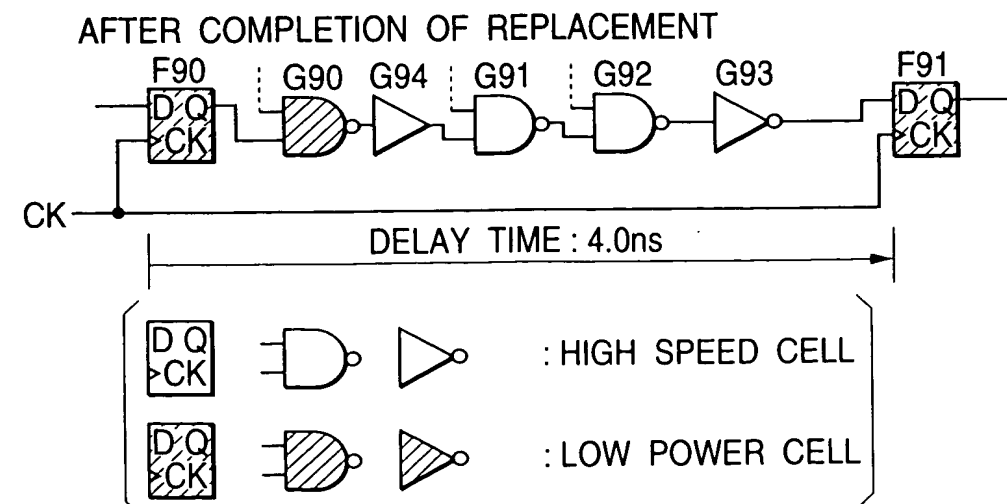 AFTER COMPLETION OF REPLACEMENT
F90 G90 G94 G91 G92 G93 F91
D Q
CK
D Q
CK
CK
DELAY TIME : 4.0ns
D Q
CK
: HIGH SPEED CELL
D Q
CK
: LOW POWER CELL